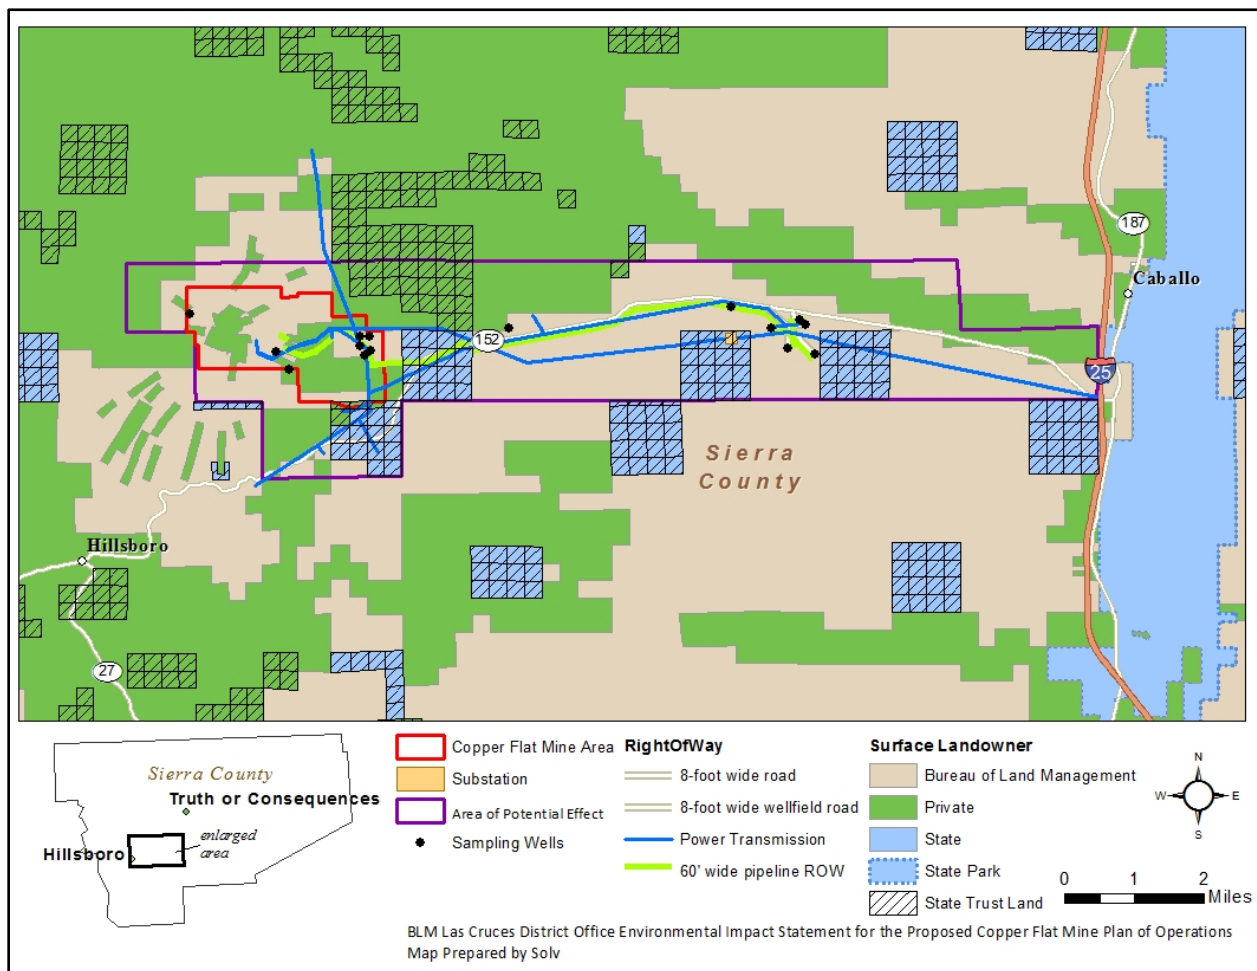 187
Caballo
152
25
Sierra
County
Hillsboro
27
Sierra County
Truth or Consequences
Hillsboro
enlarged
area
Copper Flat Mine Area
Substation
Area of Potential Effect
Sampling Wells
RightOfWay
8-foot wide road
8-foot wide wellfield road
Power Transmission
60' wide pipeline ROW
Surface Landowner
Bureau of Land Management
Private
State
State Park
State Trust Land
N
W
E
S
0 1 2
Miles
BLM Las Cruces District Office Environmental Impact Statement for the Proposed Copper Flat Mine Plan of Operations
Map Prepared by Solv